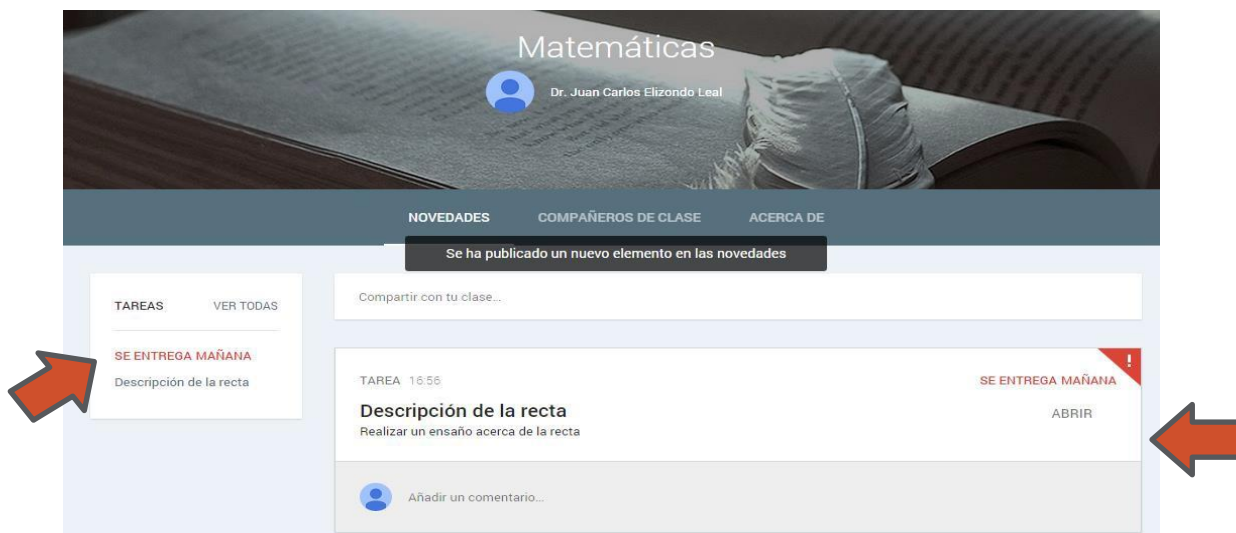 Matemáticas
Dr. Juan Carlos Elizondo Leal
NOVEDADES COMPAÑEROS DE CLASE ACERCA DE
Se ha publicado un nuevo elemento en las novedades
TAREAS VER TODAS
SE ENTREGA MAÑANA
Descripción de la recta
Compartir con tu clase...
TAREA 16:56 SE ENTREGA MAÑANA
Descripción de la recta ABRIR
Realizar un ensaño acerca de la recta
Añadir un comentario...